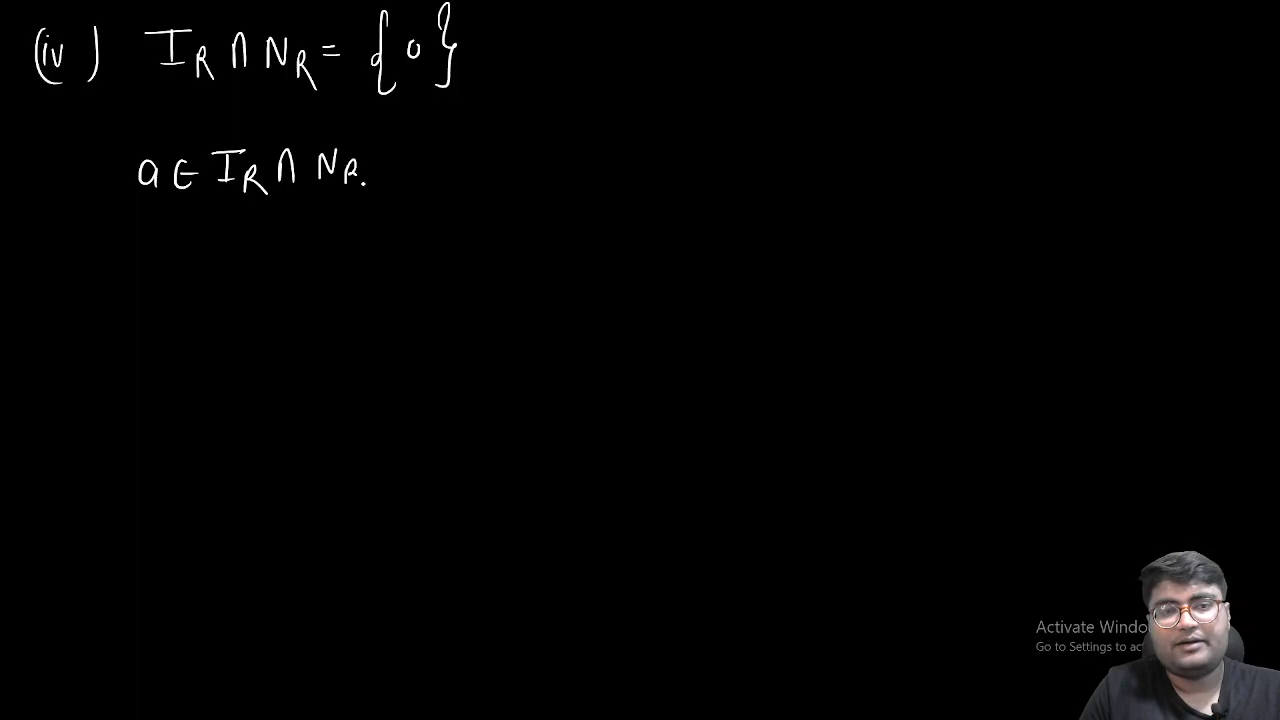 (iv) I_R ∩ N_R = {0}
a ∈ I_R ∩ N_R.
Activate Windo
Go to Settings to ac